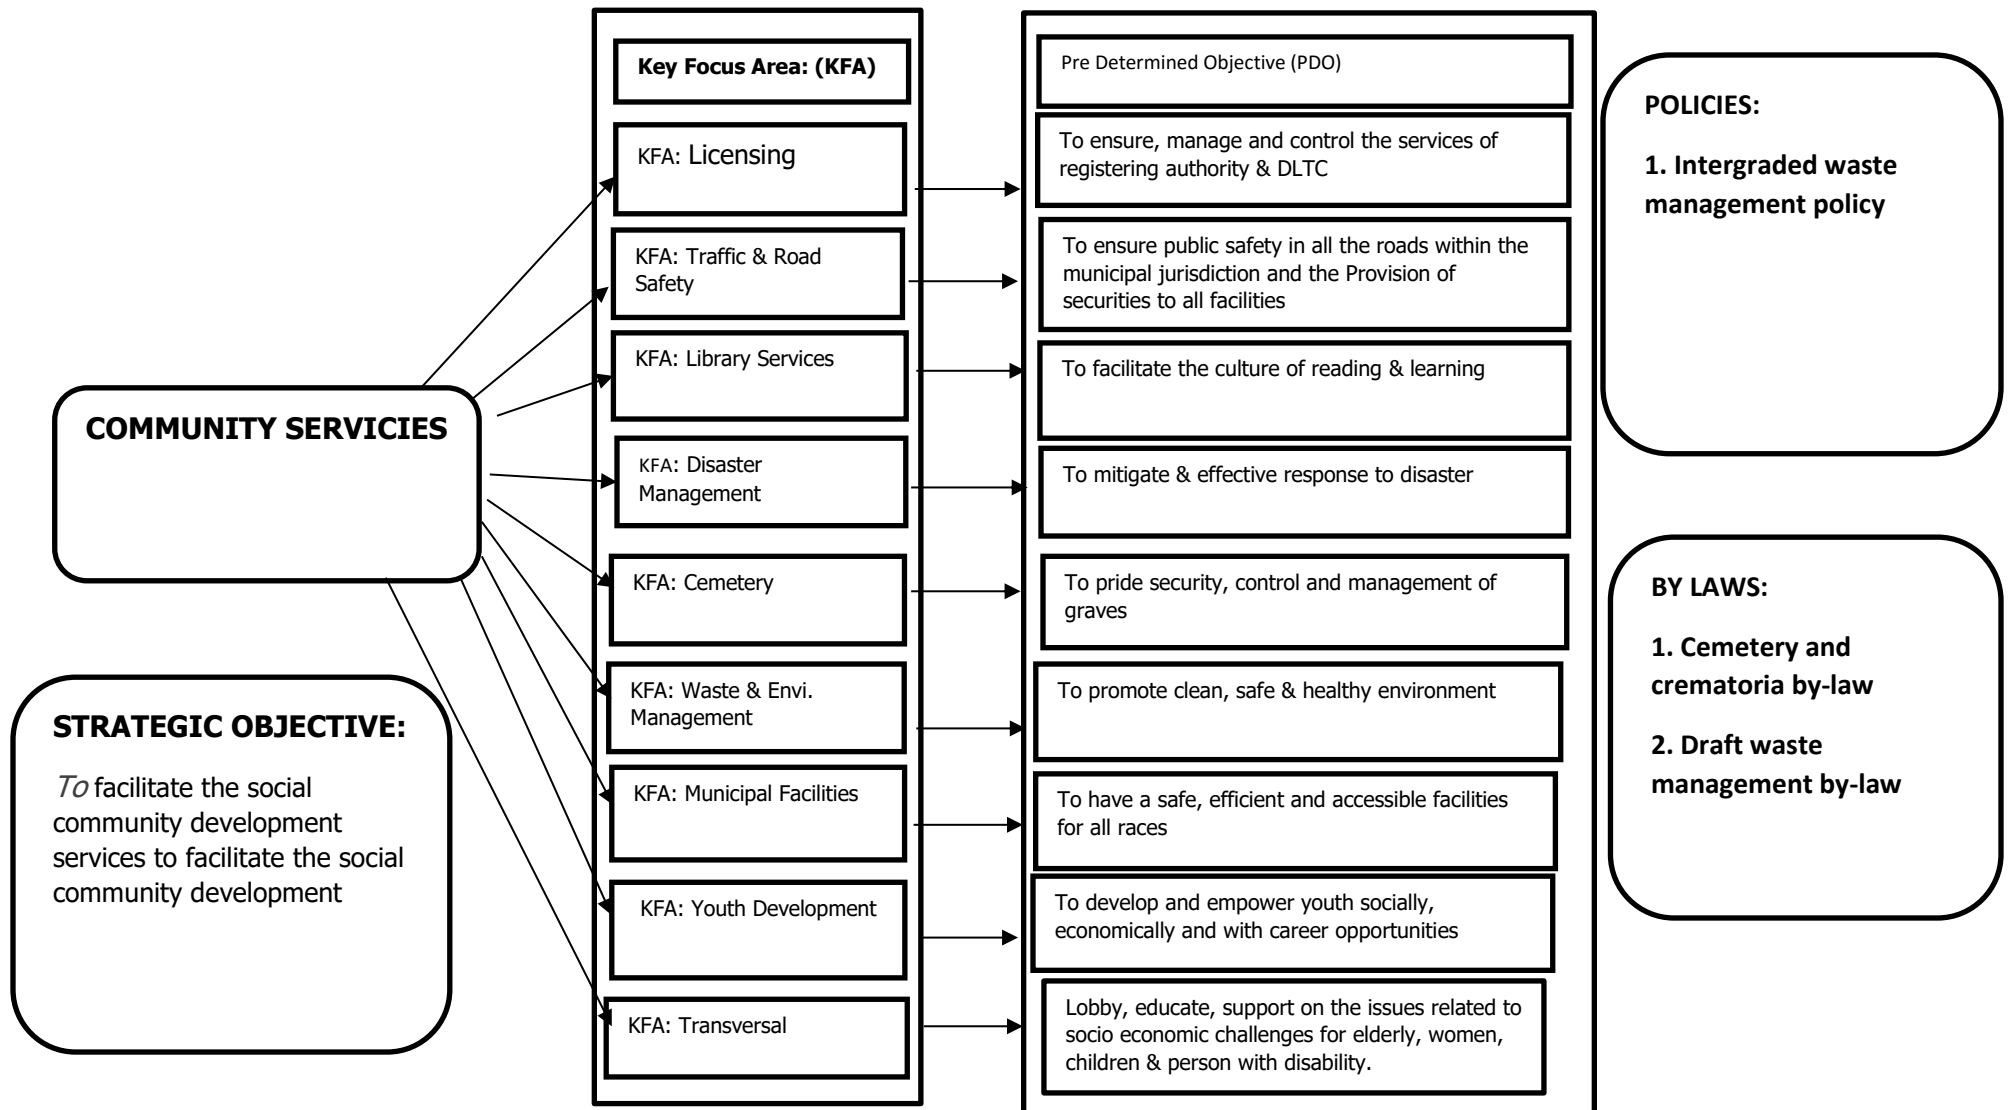 COMMUNITY SERVICIES
STRATEGIC OBJECTIVE:
To facilitate the social
community development
services to facilitate the social
community development
Key Focus Area: (KFA)
KFA: Licensing
KFA: Traffic & Road
Safety
KFA: Library Services
KFA: Disaster
Management
KFA: Cemetery
KFA: Waste & Envi.
Management
KFA: Municipal Facilities
KFA: Youth Development
KFA: Transversal
Pre Determined Objective (PDO)
To ensure, manage and control the services of
registering authority & DLTC
To ensure public safety in all the roads within the
municipal jurisdiction and the Provision of
securities to all facilities
To facilitate the culture of reading & learning
To mitigate & effective response to disaster
To pride security, control and management of
graves
To promote clean, safe & healthy environment
To have a safe, efficient and accessible facilities
for all races
To develop and empower youth socially,
economically and with career opportunities
Lobby, educate, support on the issues related to
socio economic challenges for elderly, women,
children & person with disability.
POLICIES:
1. Intergraded waste
management policy
BY LAWS:
1. Cemetery and
crematoria by-law
2. Draft waste
management by-law